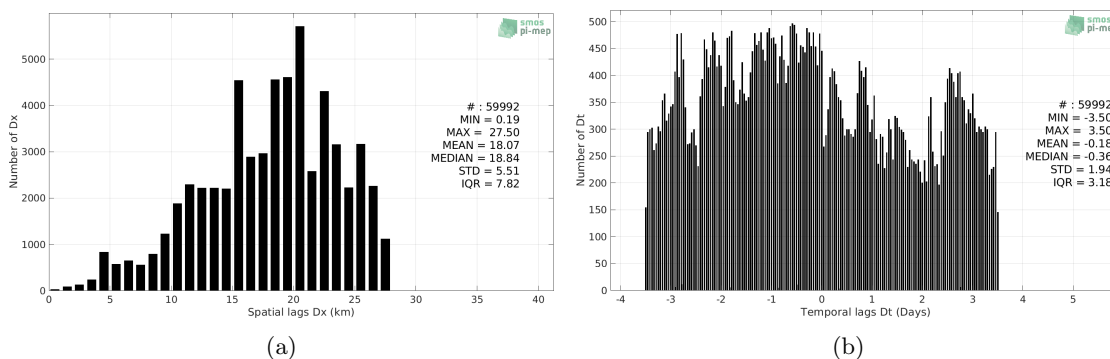 smos
pi-mep
Number of Dx
5000
4000
3000
2000
1000
0
# : 59992
MIN = 0.19
MAX = 27.50
MEAN = 18.07
MEDIAN = 18.84
STD = 5.51
IQR = 7.82
0 5 10 15 20 25 30 35 40
Spatial lags Dx (km)
(a)
smos
pi-mep
Number of Dt
500
450
400
350
300
250
200
150
100
50
0
# : 59992
MIN = -3.50
MAX = 3.50
MEAN = -0.18
MEDIAN = -0.36
STD = 1.94
IQR = 3.18
-4 -3 -2 -1 0 1 2 3 4 5
Temporal lags Dt (Days)
(b)